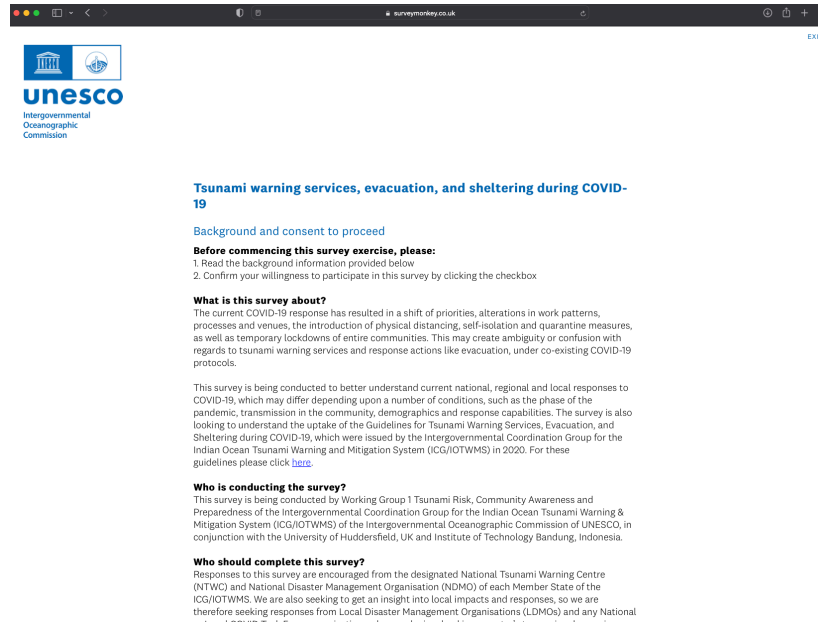 surveymonkey.co.uk
EXI
unesco
Intergovernmental
Oceanographic
Commission
Tsunami warning services, evacuation, and sheltering during COVID-
19
Background and consent to proceed
Before commencing this survey exercise, please:
1. Read the background information provided below
2. Confirm your willingness to participate in this survey by clicking the checkbox
What is this survey about?
The current COVID-19 response has resulted in a shift of priorities, alterations in work patterns,
processes and venues, the introduction of physical distancing, self-isolation and quarantine measures,
as well as temporary lockdowns of entire communities. This may create ambiguity or confusion with
regards to tsunami warning services and response actions like evacuation, under co-existing COVID-19
protocols.
This survey is being conducted to better understand current national, regional and local responses to
COVID-19, which may differ depending upon a number of conditions, such as the phase of the
pandemic, transmission in the community, demographics and response capabilities. The survey is also
looking to understand the uptake of the Guidelines for Tsunami Warning Services, Evacuation, and
Sheltering during COVID-19, which were issued by the Intergovernmental Coordination Group for the
Indian Ocean Tsunami Warning and Mitigation System (ICG/IOTWMS) in 2020. For these
guidelines please click here.
Who is conducting the survey?
This survey is being conducted by Working Group 1 Tsunami Risk, Community Awareness and
Preparedness of the Intergovernmental Coordination Group for the Indian Ocean Tsunami Warning &
Mitigation System (ICG/IOTWMS) of the Intergovernmental Oceanographic Commission of UNESCO, in
conjunction with the University of Huddersfield, UK and Institute of Technology Bandung, Indonesia.
Who should complete this survey?
Responses to this survey are encouraged from the designated National Tsunami Warning Centre
(NTWC) and National Disaster Management Organisation (NDMO) of each Member State of the
ICG/IOTWMS. We are also seeking to get an insight into local impacts and responses, so we are
therefore seeking responses from Local Disaster Management Organisations (LDMOs) and any National